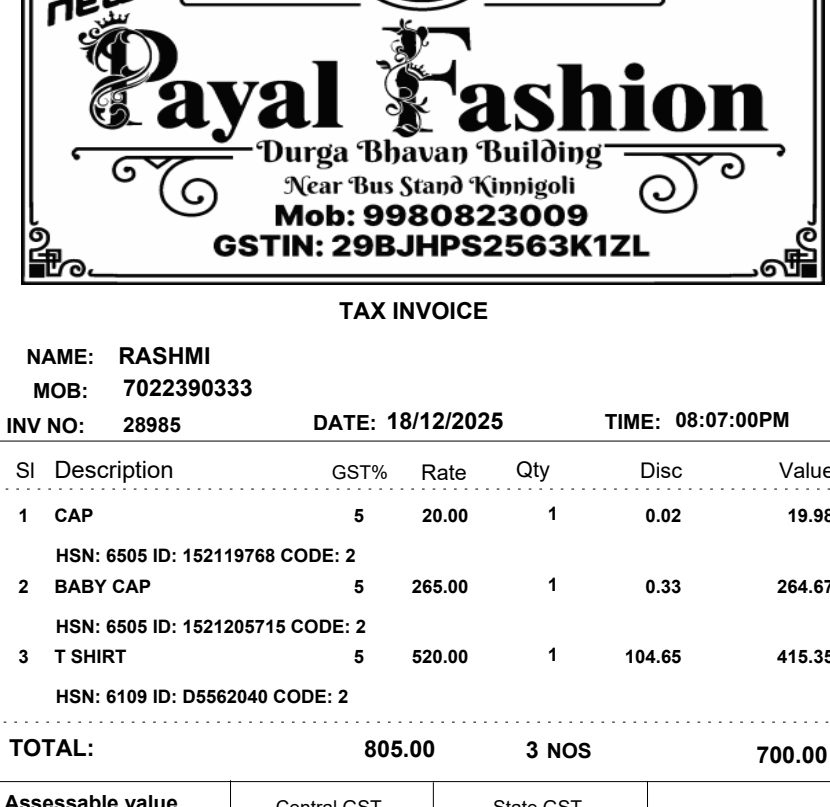 new
Payal Fashion
Durga Bhavan Building
Near Bus Stand Kinnigoli
Mob: 9980823009
GSTIN: 29BJHPS2563K1ZL
TAX INVOICE
NAME: RASHMI
MOB: 7022390333
INV NO: 28985 DATE: 18/12/2025 TIME: 08:07:00PM
Sl Description GST% Rate Qty Disc Value
1 CAP 5 20.00 1 0.02 19.98
HSN: 6505 ID: 152119768 CODE: 2
2 BABY CAP 5 265.00 1 0.33 264.67
HSN: 6505 ID: 1521205715 CODE: 2
3 T SHIRT 5 520.00 1 104.65 415.35
HSN: 6109 ID: D5562040 CODE: 2
TOTAL: 805.00 3 NOS 700.00
Assessable value Central GST State GST